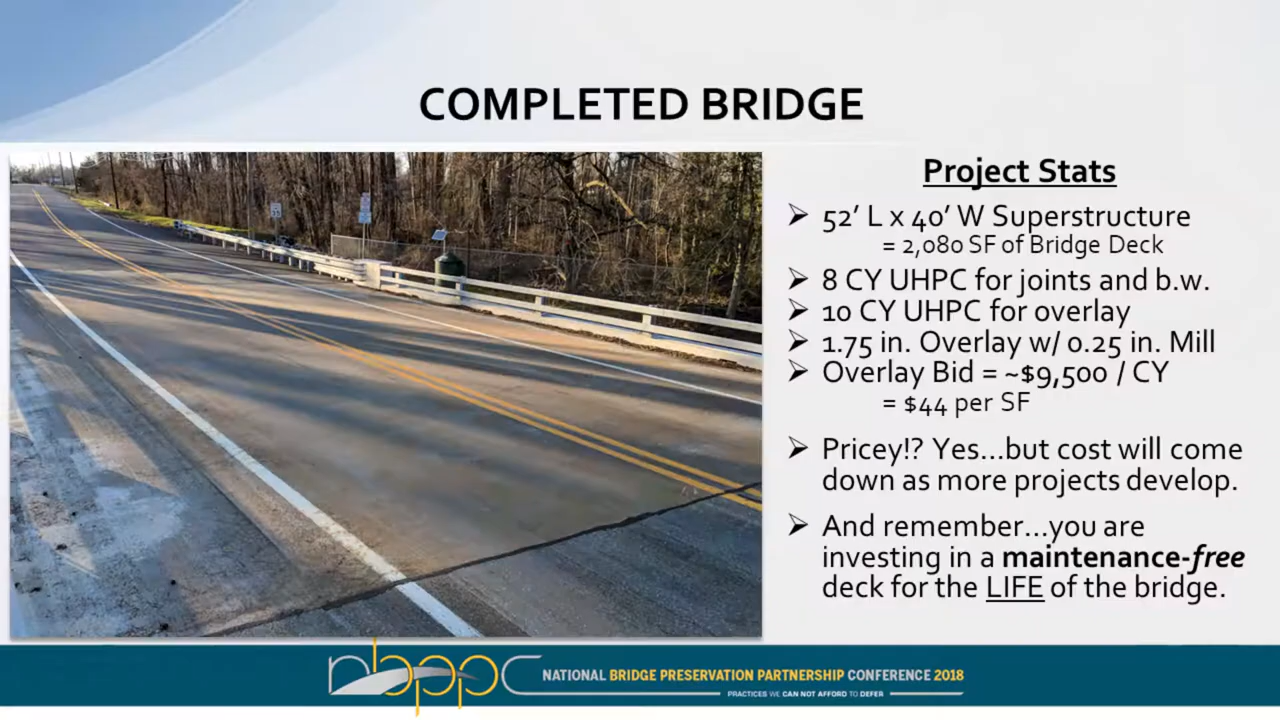 COMPLETED BRIDGE
Project Stats
➢ 52’ L x 40’ W Superstructure
= 2,080 SF of Bridge Deck
➢ 8 CY UHPC for joints and b.w.
➢ 10 CY UHPC for overlay
➢ 1.75 in. Overlay w/ 0.25 in. Mill
➢ Overlay Bid = ~$9,500 / CY
= $44 per SF
➢ Pricey!? Yes…but cost will come
down as more projects develop.
➢ And remember…you are
investing in a maintenance-free
deck for the LIFE of the bridge.
nbppc NATIONAL BRIDGE PRESERVATION PARTNERSHIP CONFERENCE 2018
PRACTICES WE CAN NOT AFFORD TO DEFER